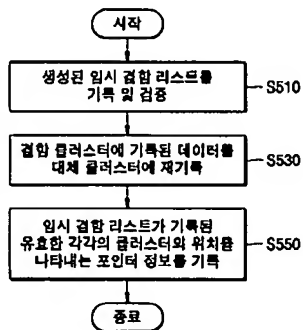 시작
생성된 임시 결함 리스트를
기록 및 검증
S510
결함 클러스터에 기록된 데이터를
대체 클러스터에 재기록
S530
임시 결함 리스트가 기록된
유효한 각각의 클러스터의 위치를
나타내는 포인터 정보를 기록
S550
종료